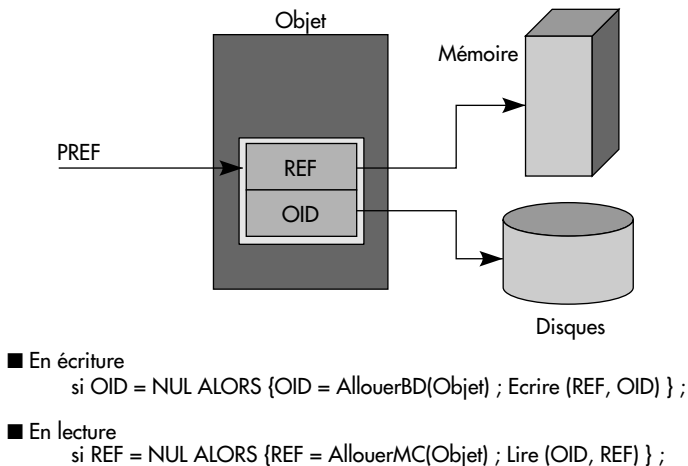 Objet
Mémoire
PREF
REF
OID
Disques
■ En écriture
si OID = NUL ALORS {OID = AllouerBD(Objet) ; Ecrire (REF, OID) } ;
■ En lecture
si REF = NUL ALORS {REF = AllouerMC(Objet) ; Lire (OID, REF) } ;